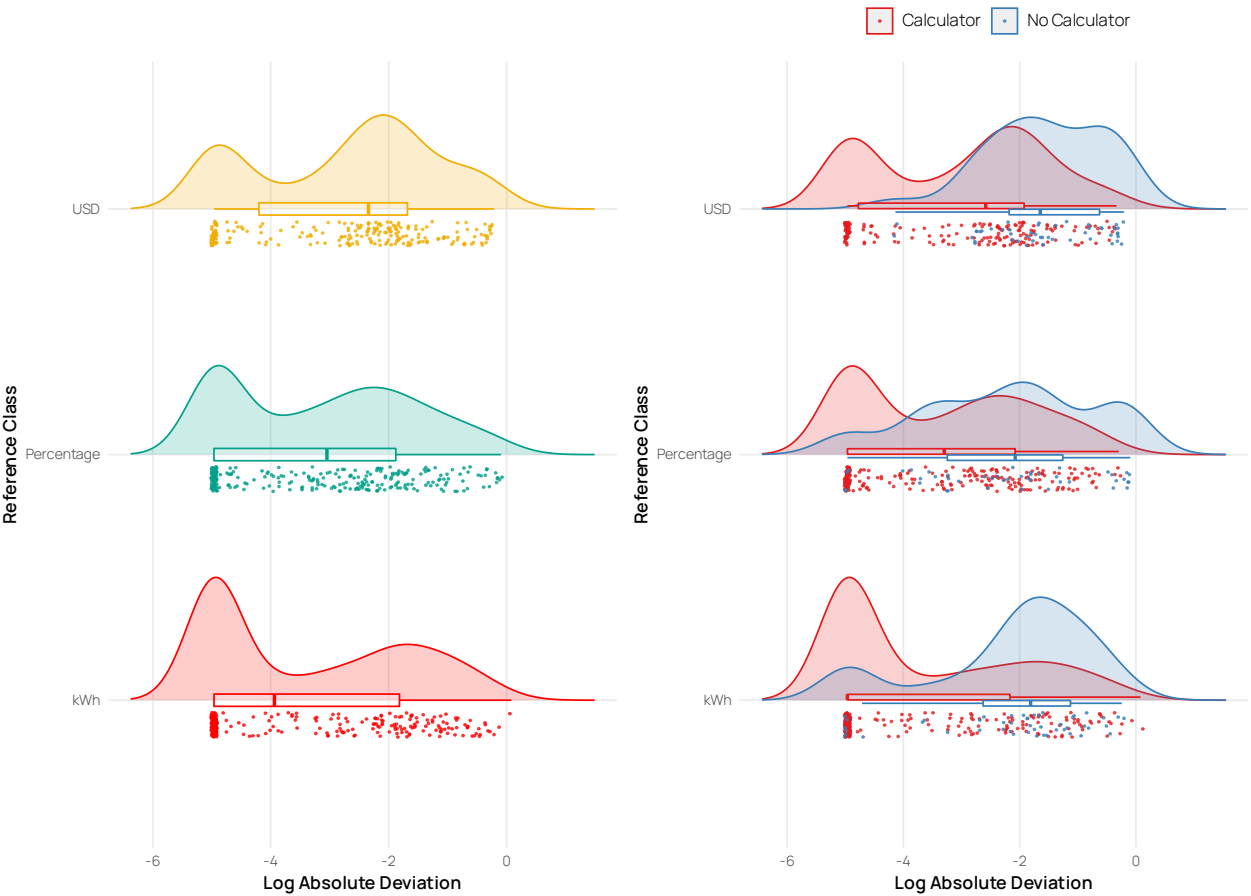 Calculator No Calculator
USD
Percentage
kWh
Reference Class
-6 -4 -2 0
Log Absolute Deviation
USD
Percentage
kWh
Reference Class
-6 -4 -2 0
Log Absolute Deviation